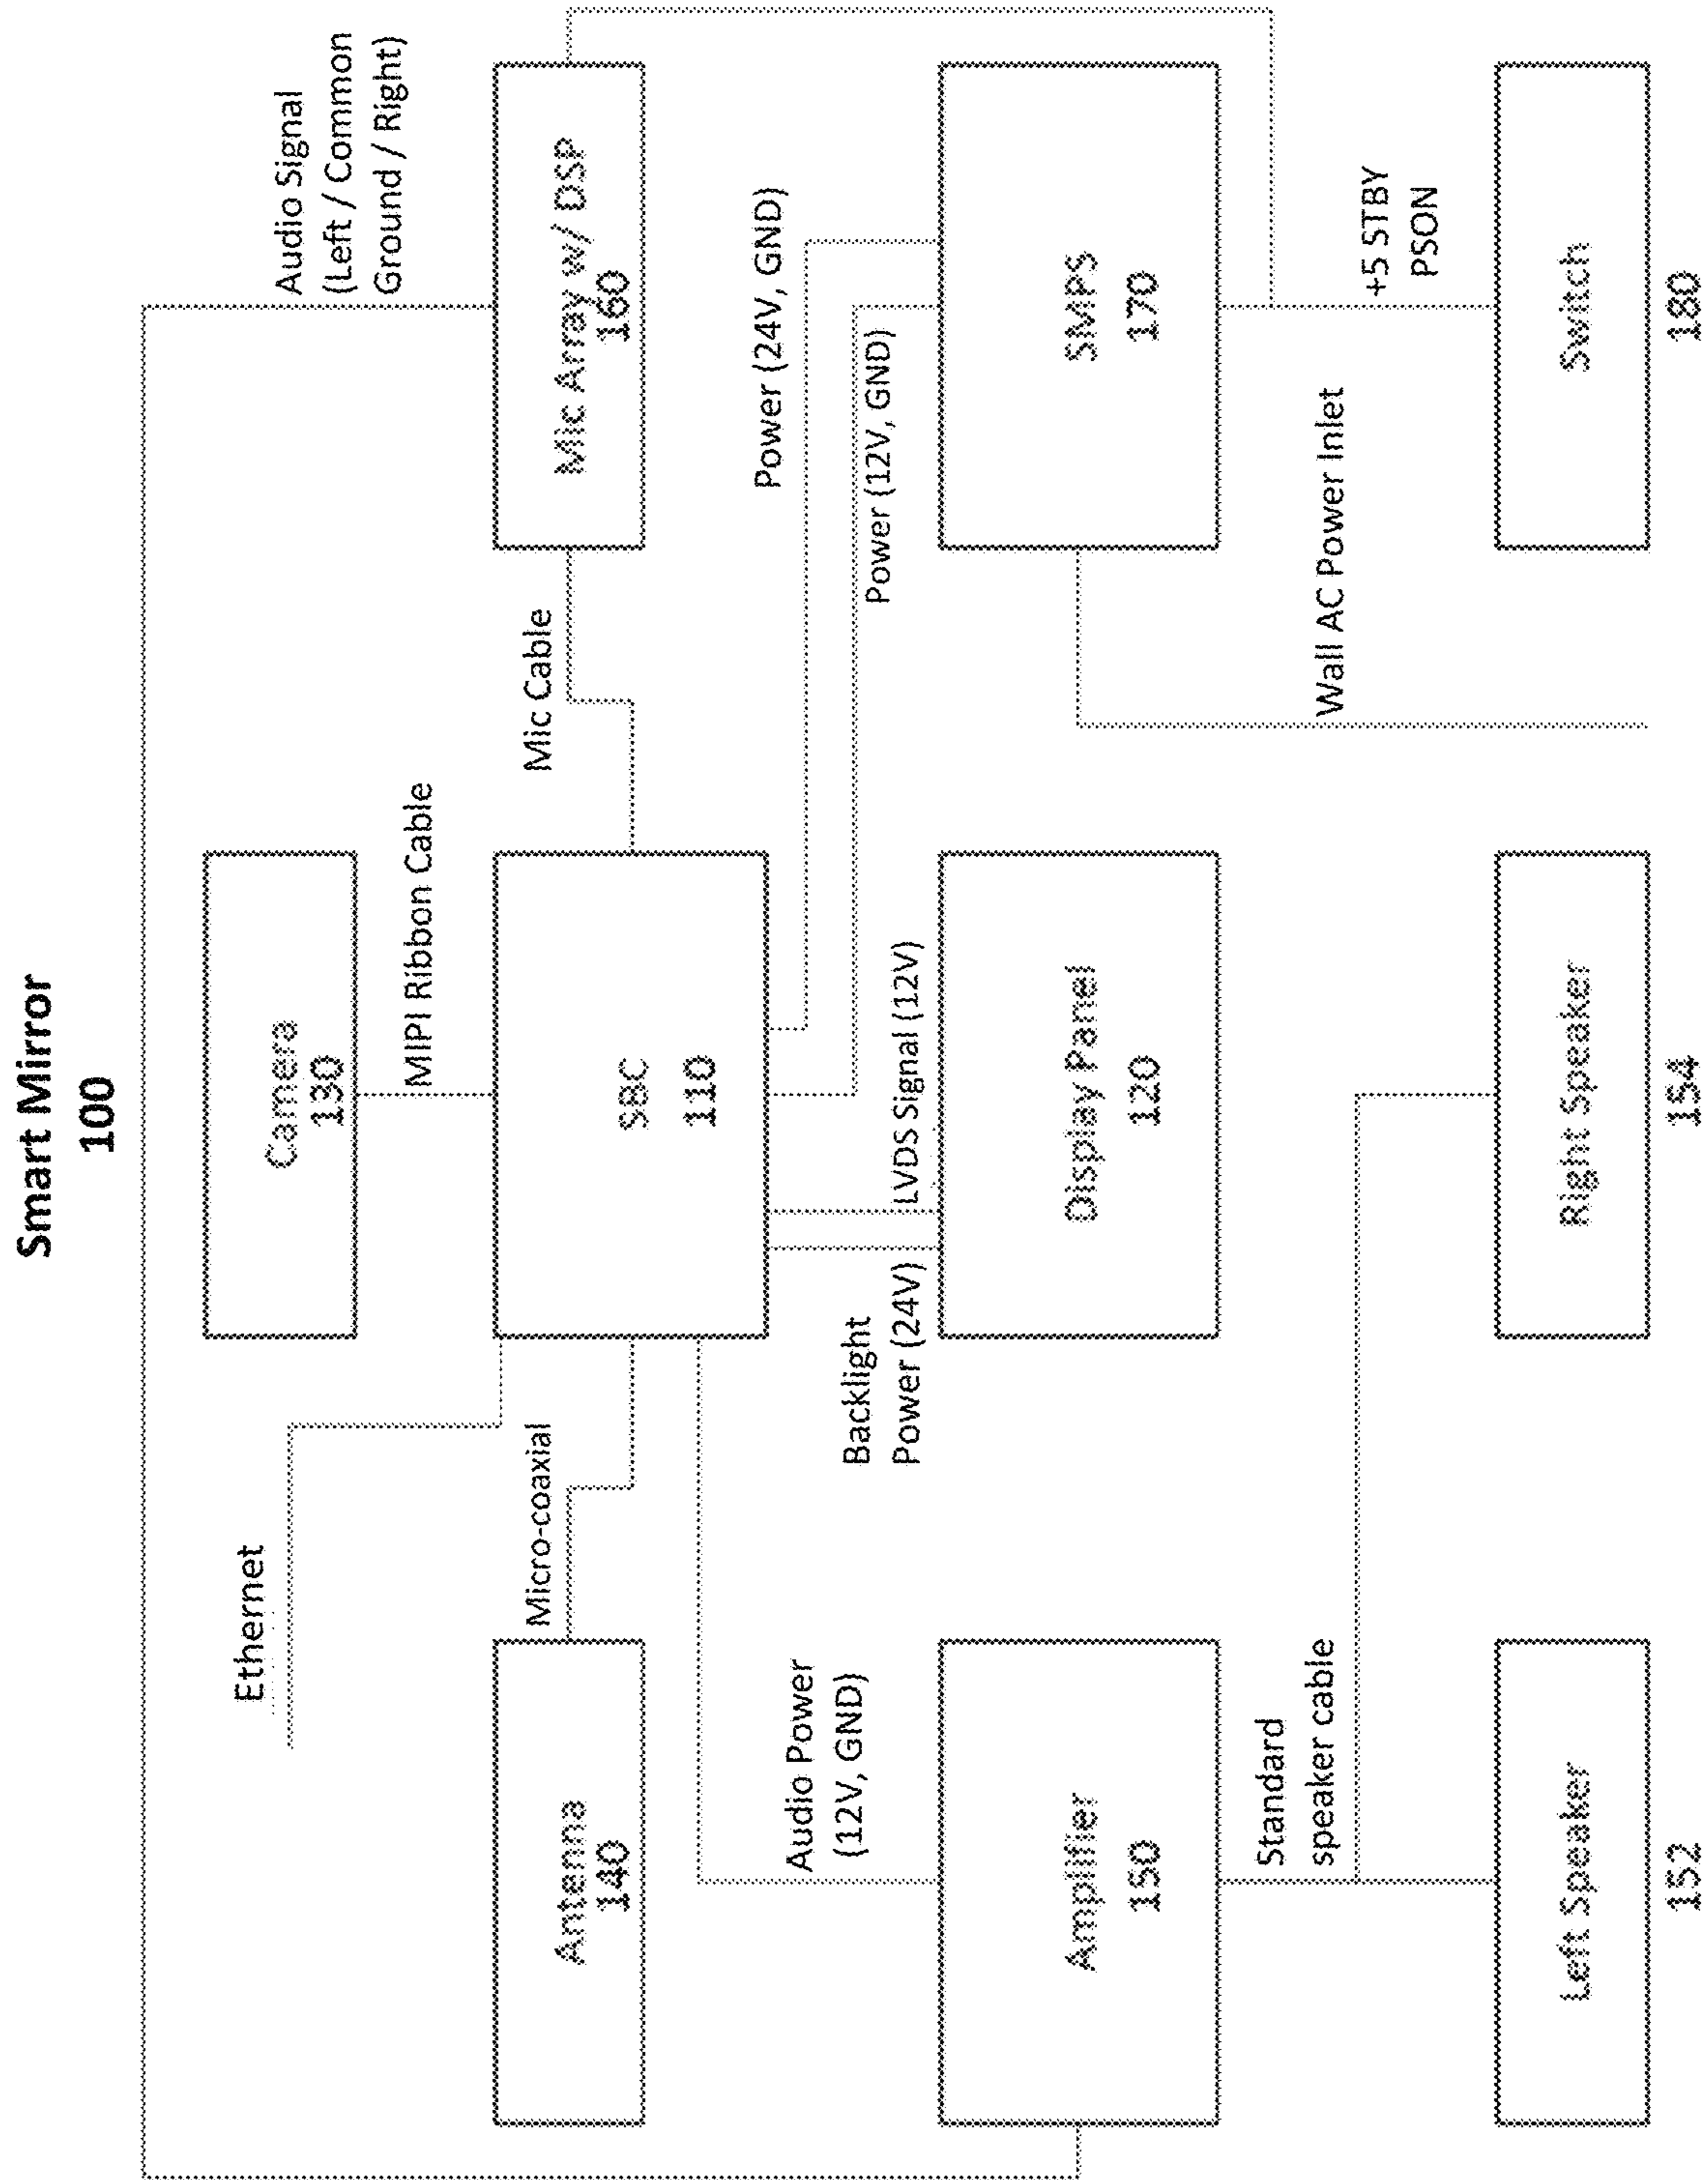 Smart Mirror
100
Ethernet
Camera
130
MIPI Ribbon Cable
Audio Signal
(Left / Common
Ground / Right)
Antenna
140
Micro-coaxial
SBC
110
Mic Cable
Mic Array w/ DSP
160
Audio Power
(12V, GND)
Backlight
Power (24V)
LVDS Signal (12V)
Power (24V, GND)
Power (12V, GND)
Amplifier
150
Display Panel
120
SMPS
170
Standard
speaker cable
Wall AC Power Inlet
+5 STBY
PSON
Left Speaker
152
Right Speaker
154
Switch
180